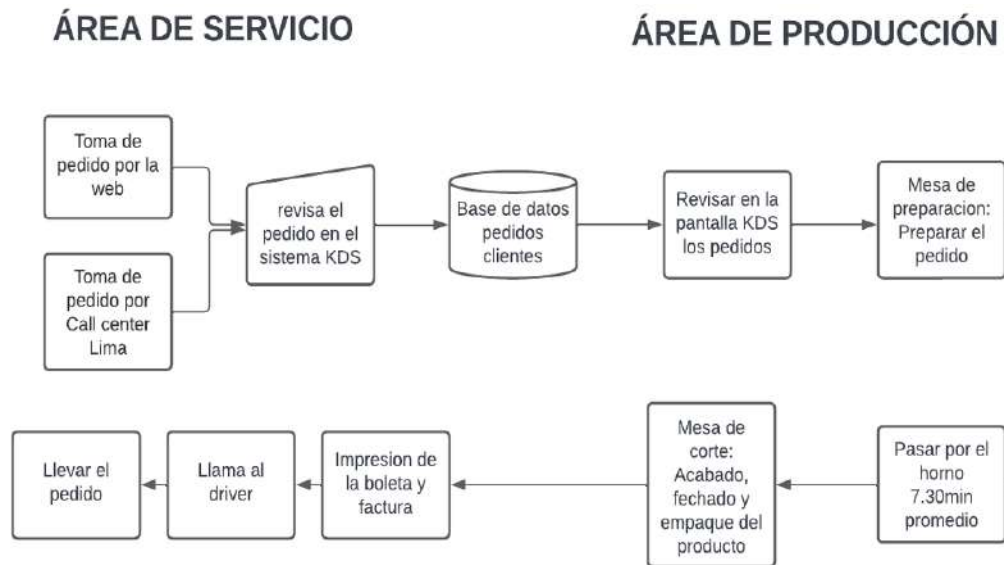 ÁREA DE SERVICIO
ÁREA DE PRODUCCIÓN
Toma de
pedido por la
web
Toma de
pedido por
Call center
Lima
revisa el
pedido en el
sistema KDS
Base de datos
pedidos
clientes
Revisar en la
pantalla KDS
los pedidos
Mesa de
preparacion:
Preparar el
pedido
Pasar por el
horno
7.30min
promedio
Mesa de
corte:
Acabado,
fechado y
empaque del
producto
Impresion de
la boleta y
factura
Llama al
driver
Llevar el
pedido